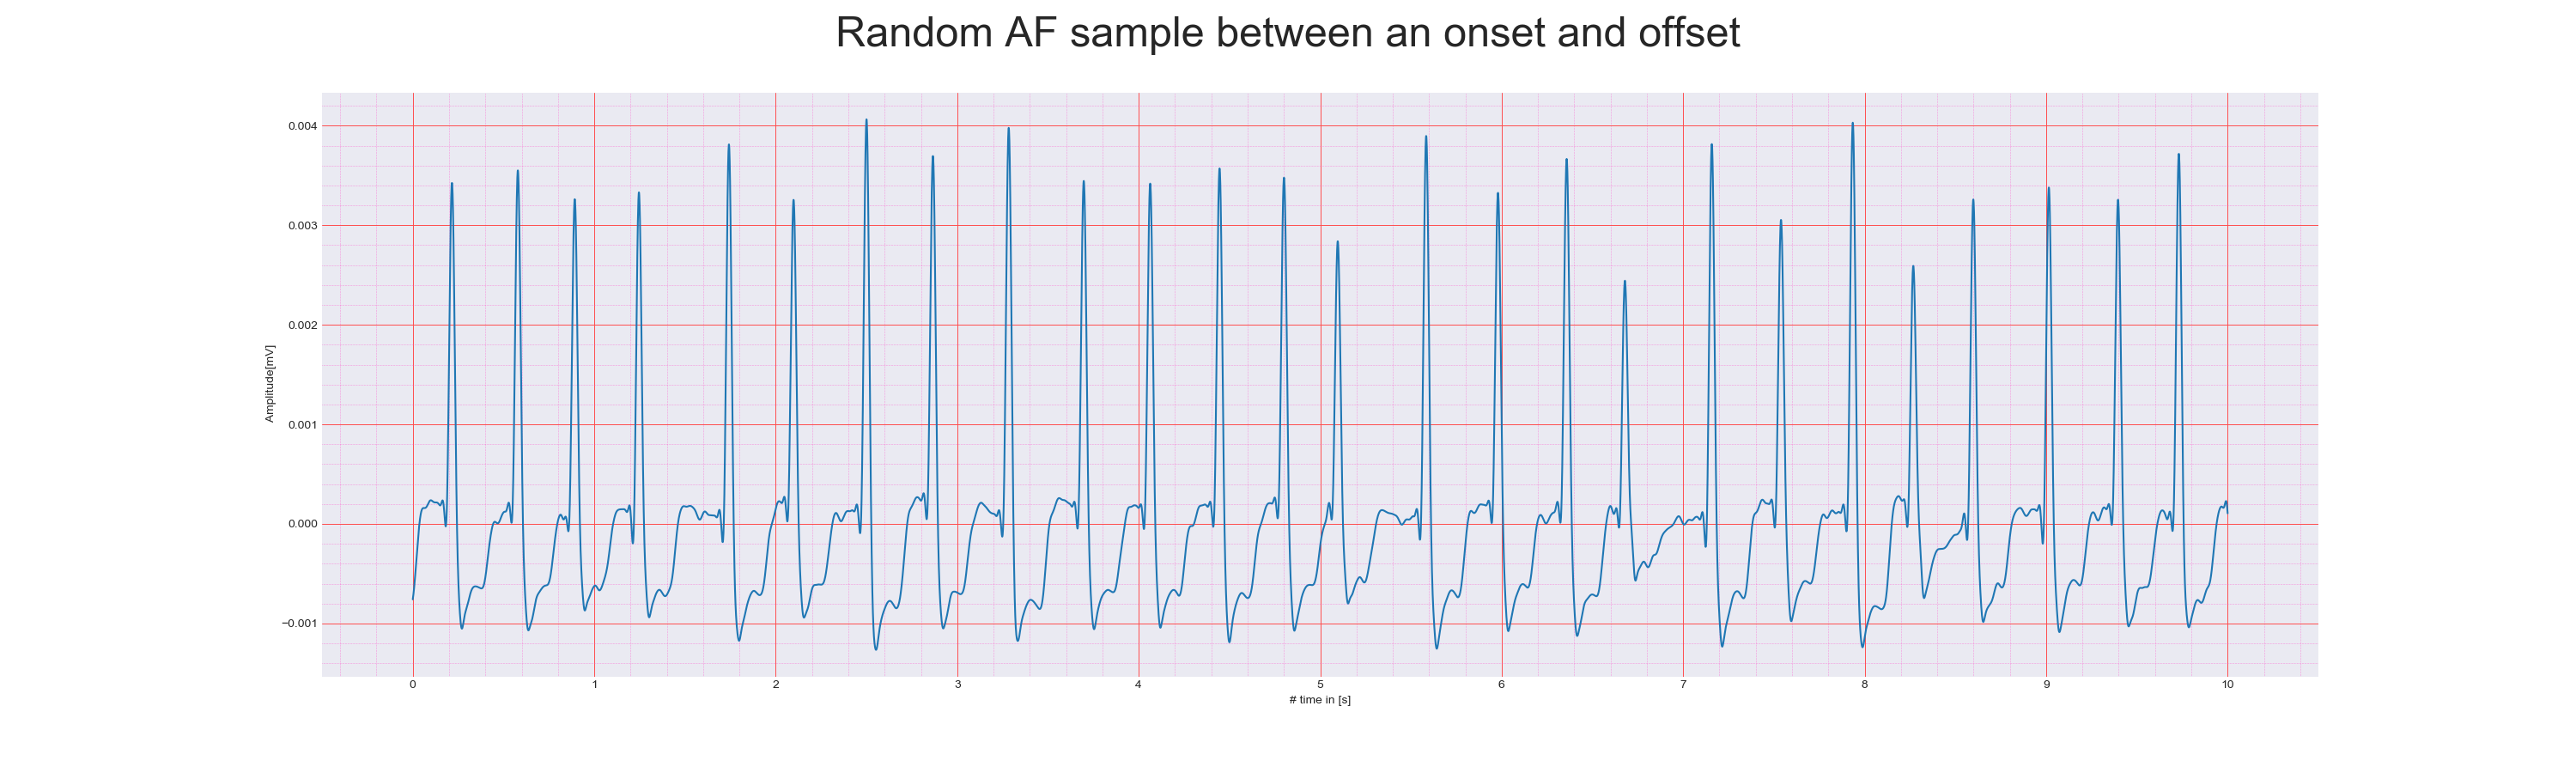 Random AF sample between an onset and offset
0.004
0.003
0.002
0.001
0.000
−0.001
Amplitude[mV]
0 1 2 3 4 5 6 7 8 9 10
# time in [s]